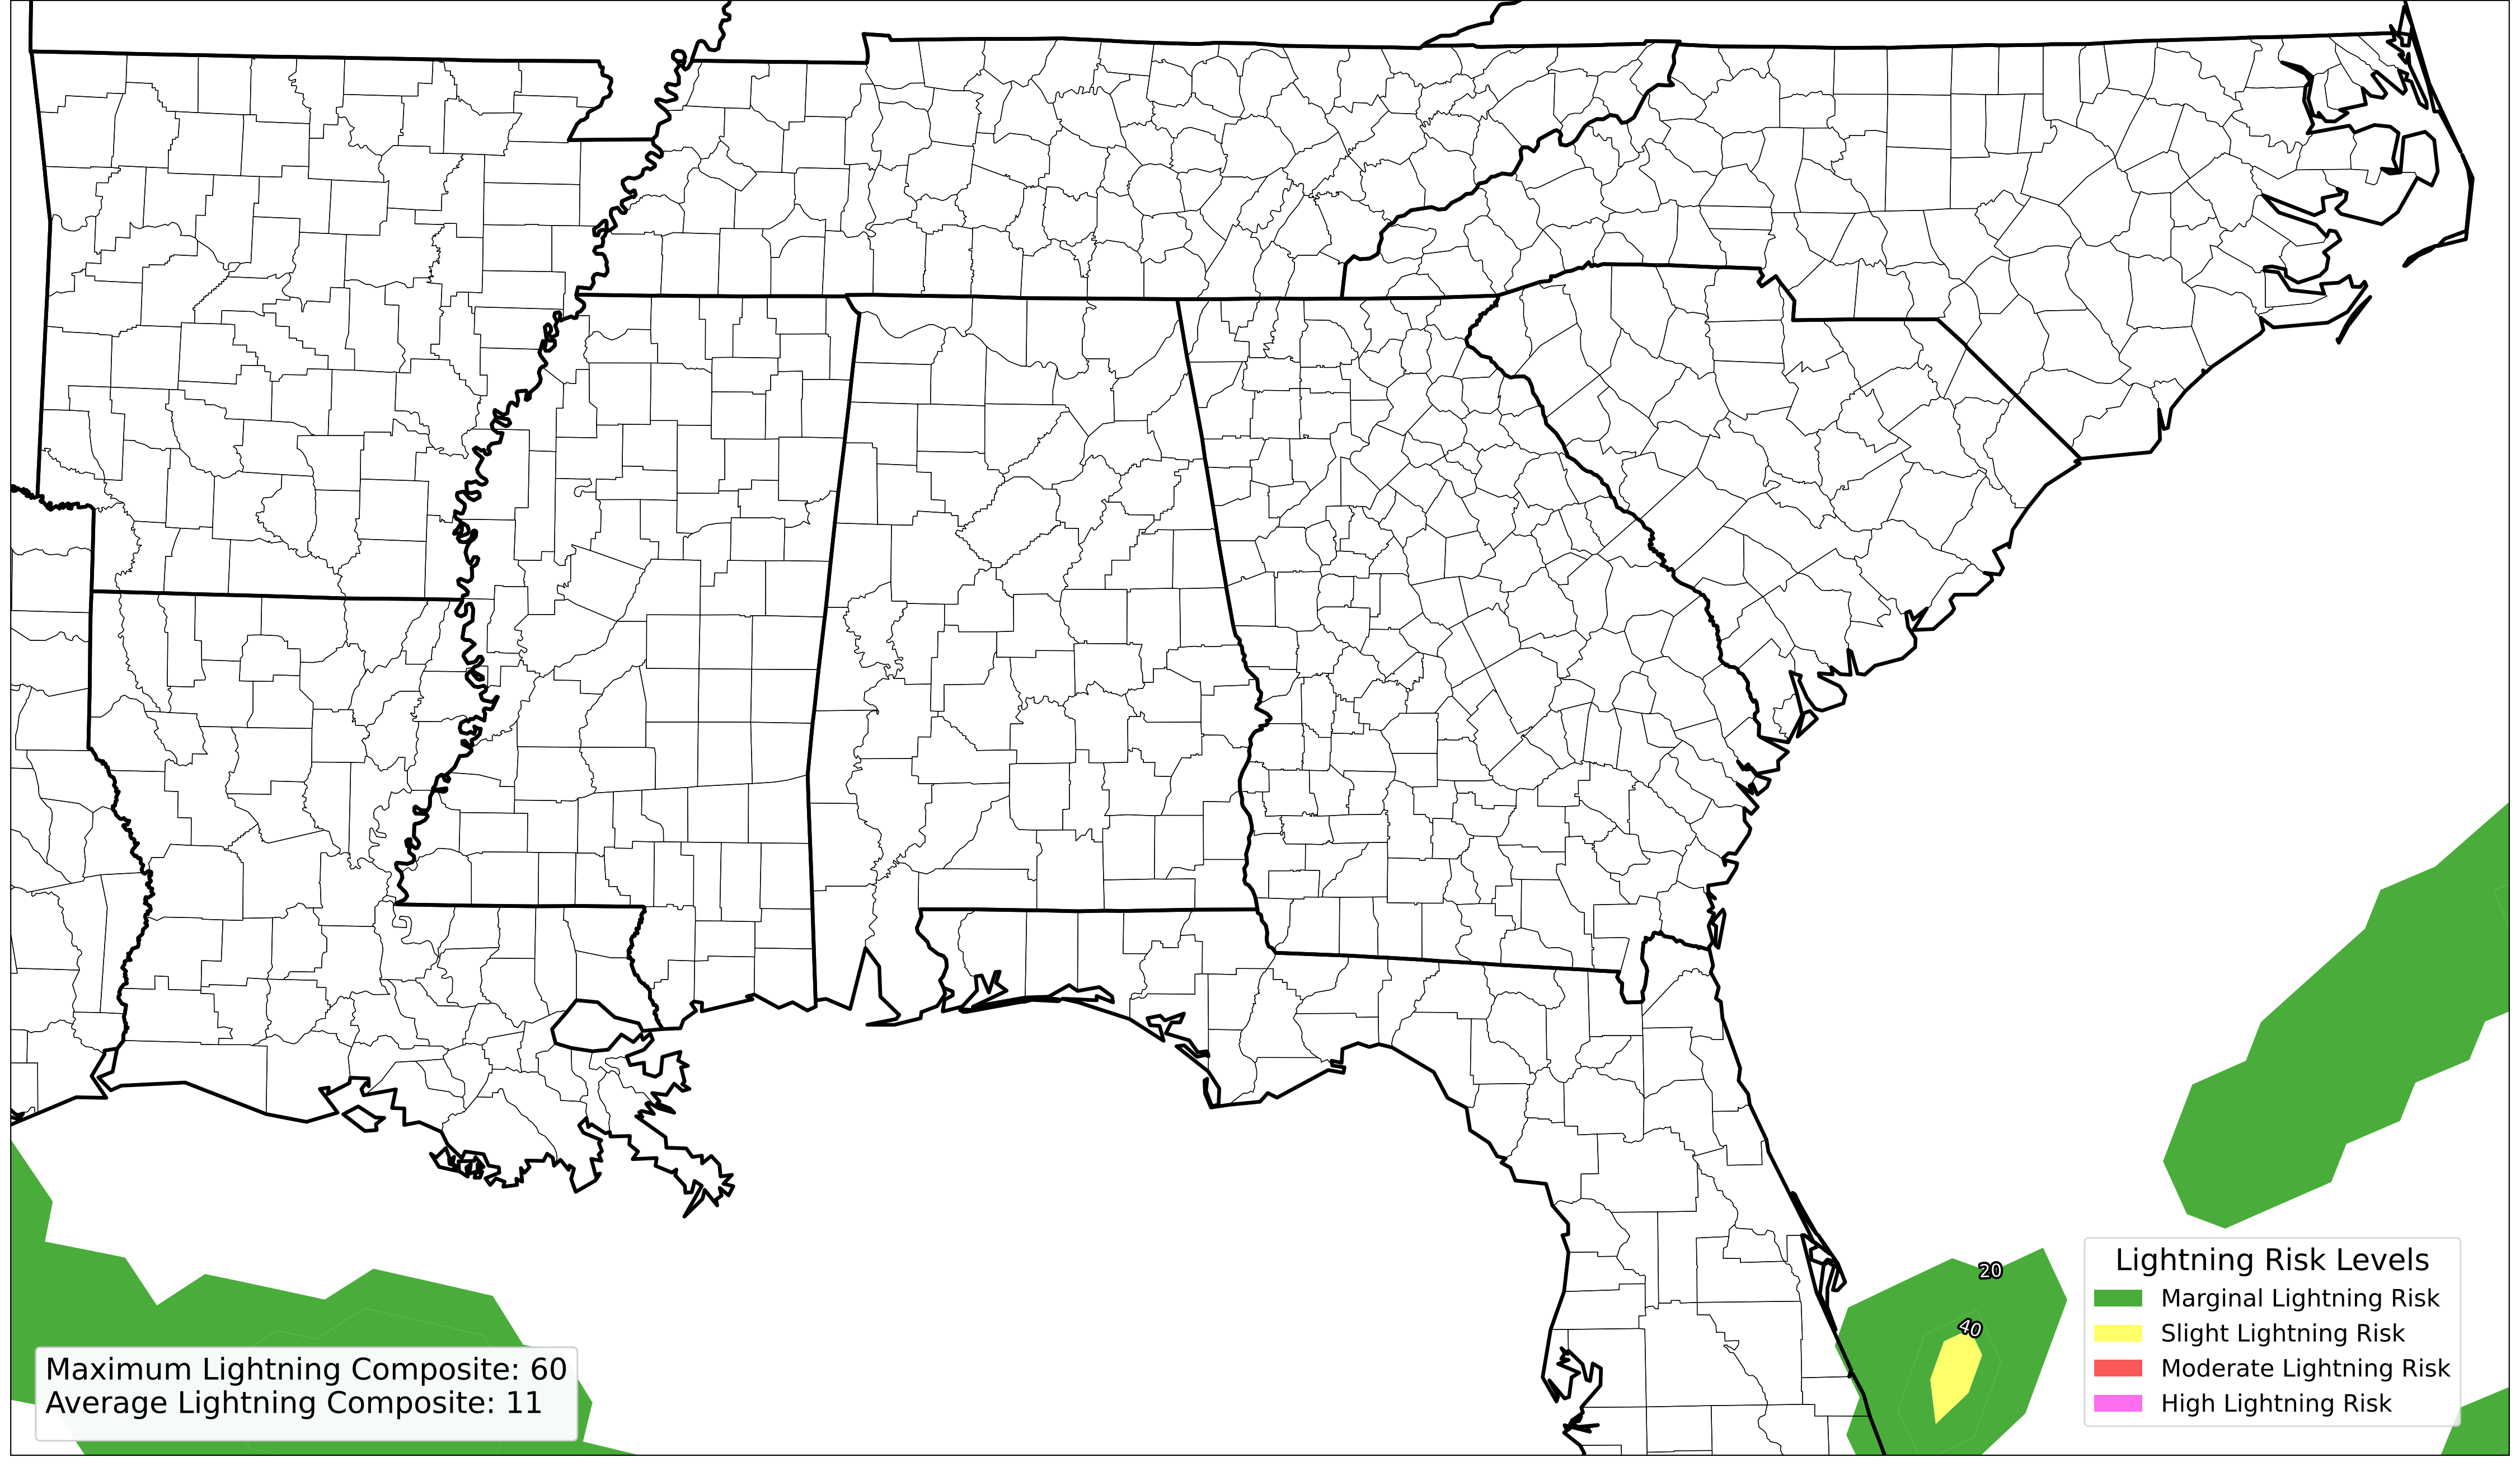 20
40
Lightning Risk Levels
Marginal Lightning Risk
Slight Lightning Risk
Moderate Lightning Risk
High Lightning Risk
Maximum Lightning Composite: 60
Average Lightning Composite: 11